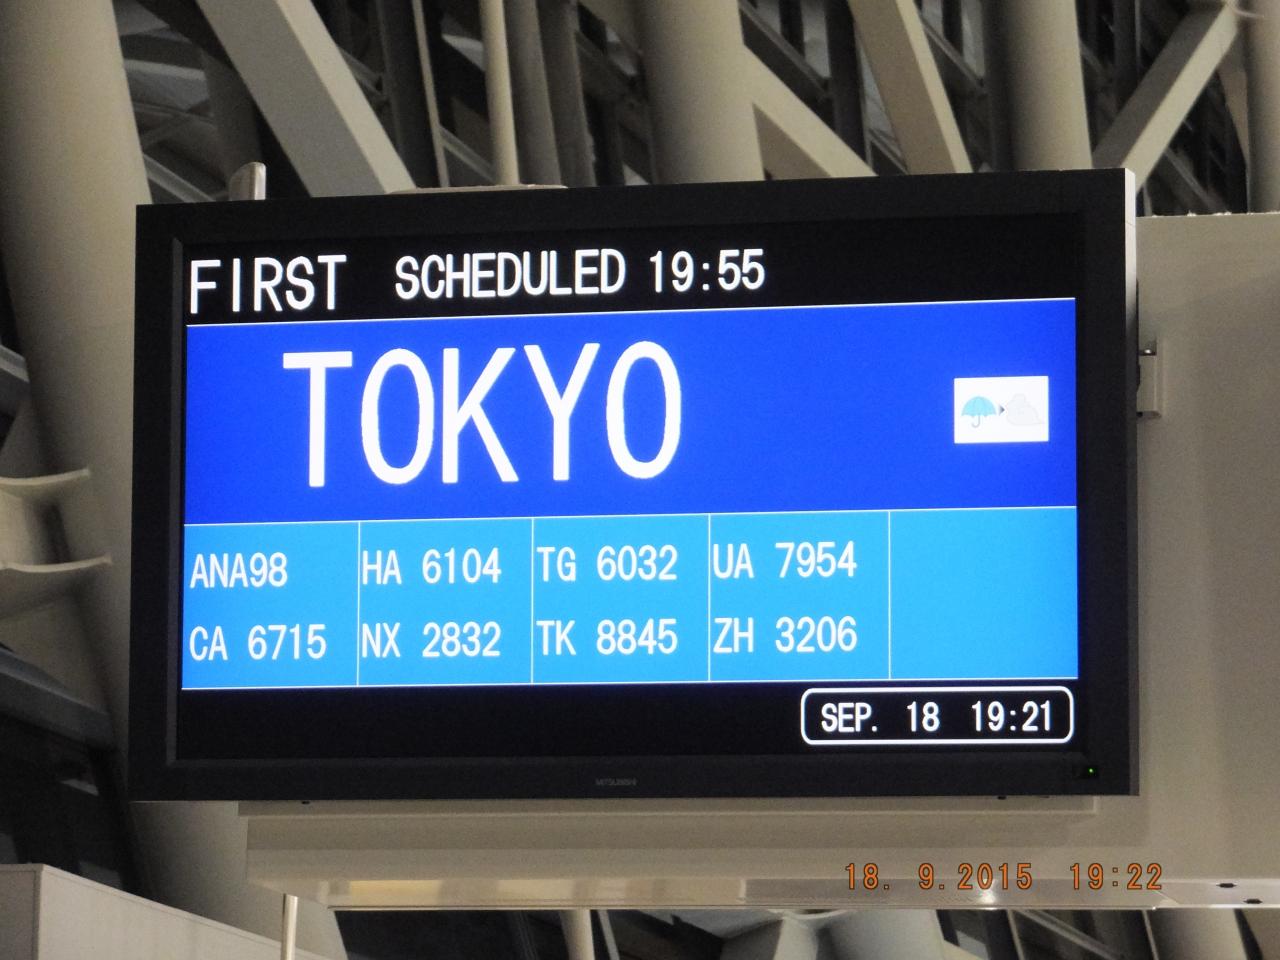 FIRST SCHEDULED 19:55
TOKYO
ANA98 HA 6104 TG 6032 UA 7954
CA 6715 NX 2832 TK 8845 ZH 3206
SEP. 18 19:21
MITSUBISHI
18. 9.2015 19:22